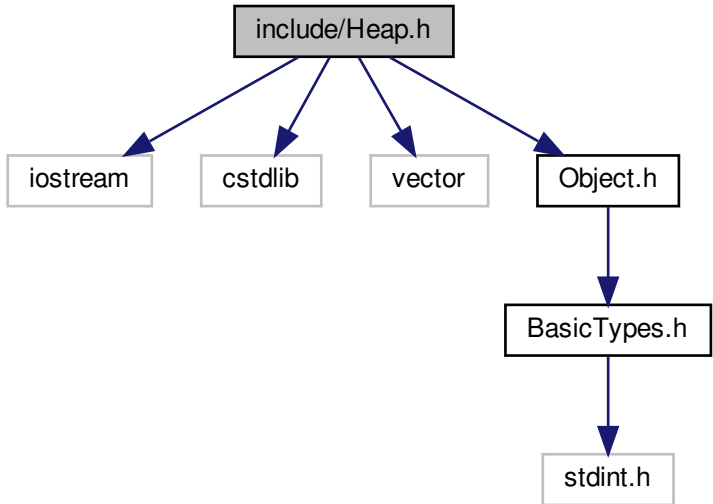 include/Heap.h
iostream
cstdlib
vector
Object.h
BasicTypes.h
stdint.h